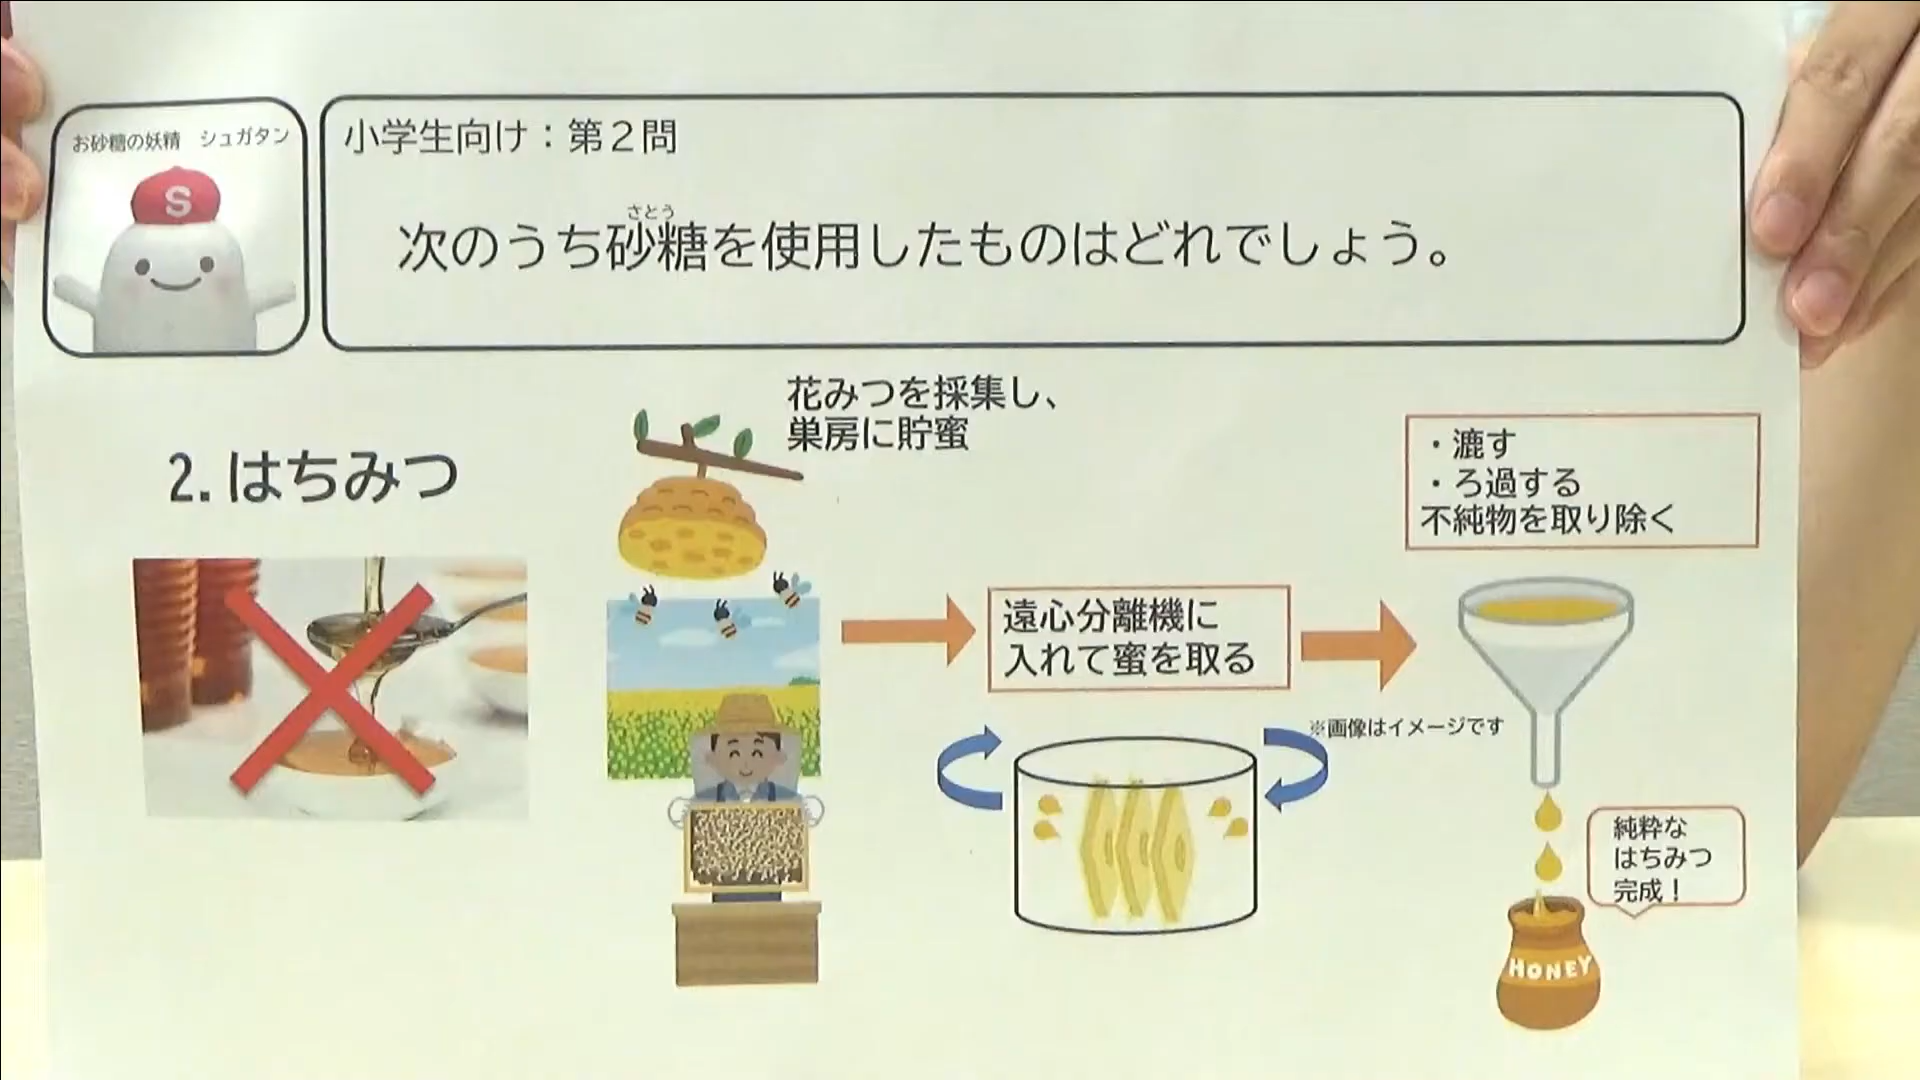 お砂糖の妖精　シュガタン
S
小学生向け：第２問
さとう
次のうち砂糖を使用したものはどれでしょう。
2. はちみつ
花みつを採集し、
巣房に貯蜜
遠心分離機に
入れて蜜を取る
・漉す
・ろ過する
不純物を取り除く
※画像はイメージです
純粋な
はちみつ
完成！
HONEY